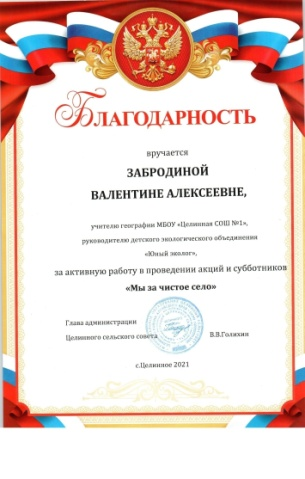 БЛАГОДАРНОСТЬ
вручается
ЗАБРОДИНОЙ
ВАЛЕНТИНЕ АЛЕКСЕЕВНЕ,
учителю географии МБОУ «Целинная СОШ №1»,
руководителю детского экологического объединения
«Юный эколог»,
за активную работу в проведении акций и субботников
«Мы за чистое село»
Глава администрации
Целинного сельского совета В.В.Голихин
с.Целинное 2021